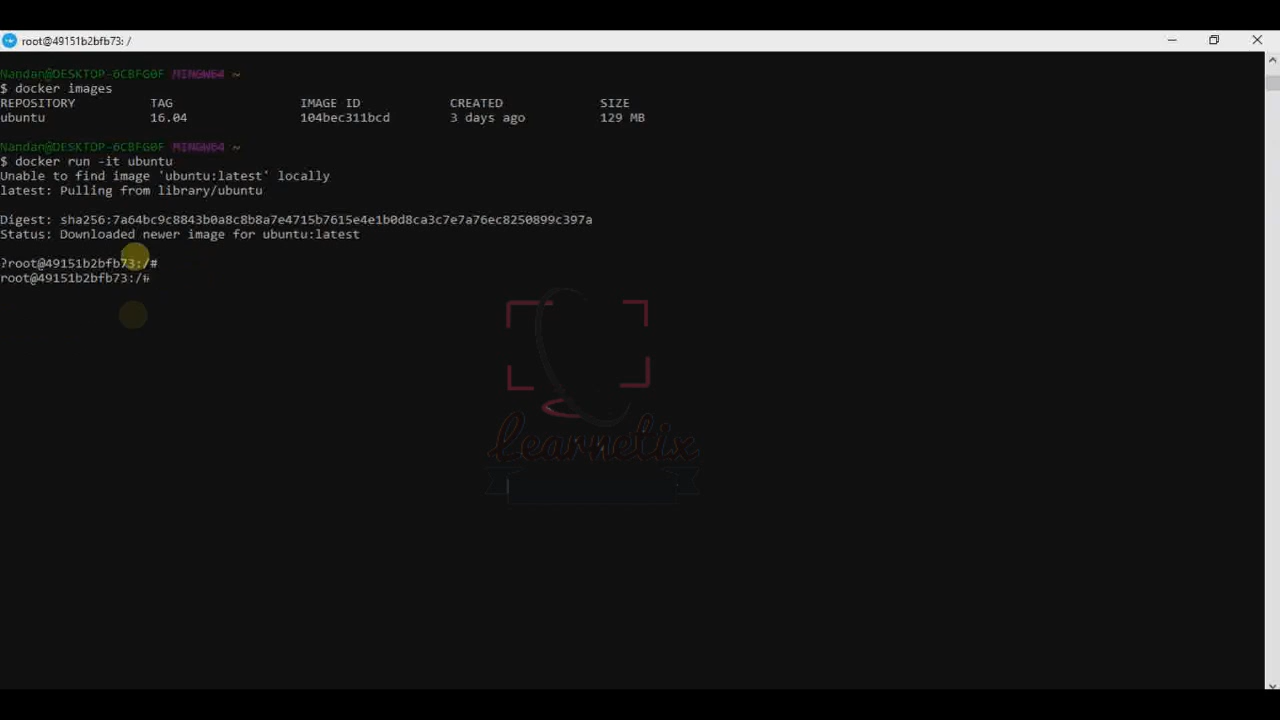 root@49151b2bfb73: /
Nandan@DESKTOP-6CBFG0F MINGW64 ~
$ docker images
REPOSITORY TAG IMAGE ID CREATED SIZE
ubuntu 16.04 104bec311bcd 3 days ago 129 MB
Nandan@DESKTOP-6CBFG0F MINGW64 ~
$ docker run -it ubuntu
Unable to find image 'ubuntu:latest' locally
latest: Pulling from library/ubuntu
Digest: sha256:7a64bc9c8843b0a8c8b8a7e4715b7615e4e1b0d8ca3c7e7a76ec8250899c397a
Status: Downloaded newer image for ubuntu:latest
?root@49151b2bfb73:/#
root@49151b2bfb73:/#
learnetix